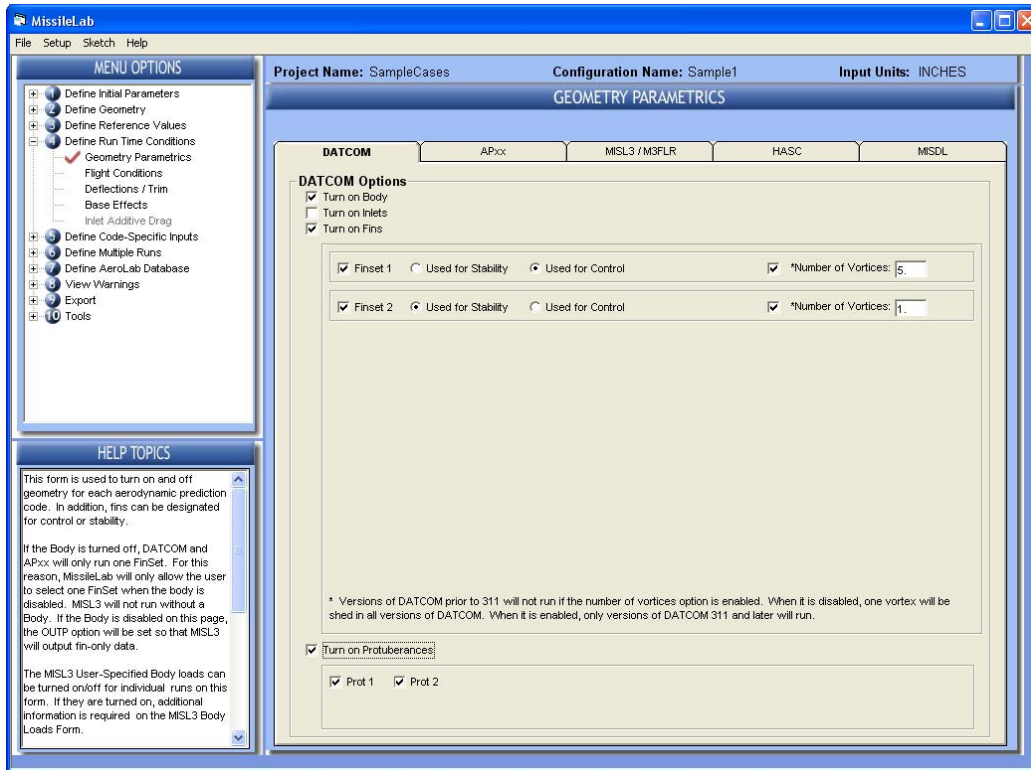 MissileLab
File Setup Sketch Help
MENU OPTIONS
1 Define Initial Parameters
2 Define Geometry
3 Define Reference Values
4 Define Run Time Conditions
Geometry Parametrics
Flight Conditions
Deflections / Trim
Base Effects
Inlet Additive Drag
5 Define Code-Specific Inputs
6 Define Multiple Runs
7 Define AeroLab Database
8 View Warnings
9 Export
10 Tools
HELP TOPICS
This form is used to turn on and off
geometry for each aerodynamic prediction
code. In addition, fins can be designated
for control or stability.
If the Body is turned off, DATCOM and
APxx will only run one FinSet. For this
reason, MissileLab will only allow the user
to select one FinSet when the body is
disabled. MISL3 will not run without a
Body. If the Body is disabled on this page,
the OUTP option will be set so that MISL3
will output fin-only data.
The MISL3 User-Specified Body loads can
be turned on/off for individual runs on this
form. If they are turned on, additional
information is required on the MISL3 Body
Loads Form.
Project Name: SampleCases Configuration Name: Sample1 Input Units: INCHES
GEOMETRY PARAMETRICS
DATCOM APxx MISL3 / M3FLR HASC MISDL
DATCOM Options
Turn on Body
Turn on Inlets
Turn on Fins
Finset 1 Used for Stability Used for Control *Number of Vortices: 5.
Finset 2 Used for Stability Used for Control *Number of Vortices: 1.
* Versions of DATCOM prior to 311 will not run if the number of vortices option is enabled. When it is disabled, one vortex will be
shed in all versions of DATCOM. When it is enabled, only versions of DATCOM 311 and later will run.
Turn on Protuberances
Prot 1 Prot 2